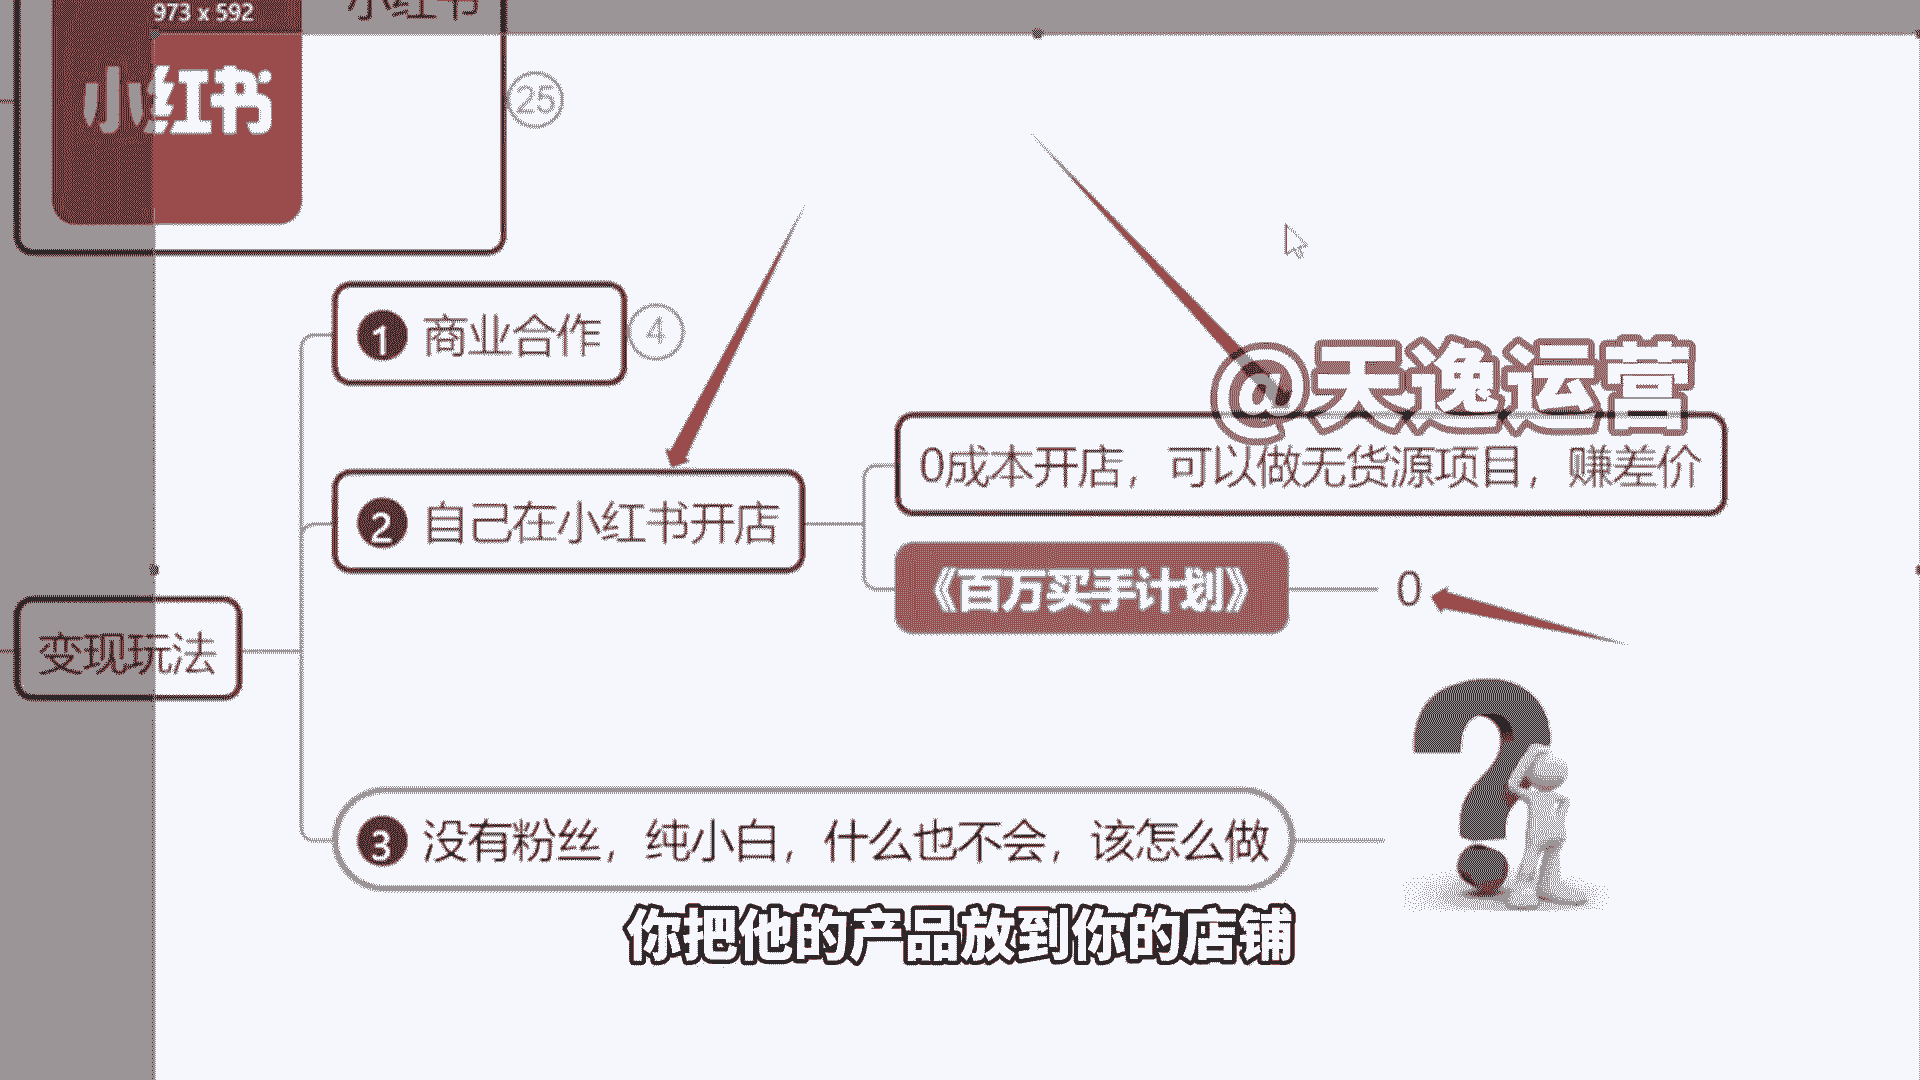 973 x 592
小红书
小红书
25
1 商业合作
4
@天逸运营
0成本开店，可以做无货源项目，赚差价
2 自己在小红书开店
《百万买手计划》
0
变现玩法
3 没有粉丝，纯小白，什么也不会，该怎么做
?
你把他的产品放到你的店铺